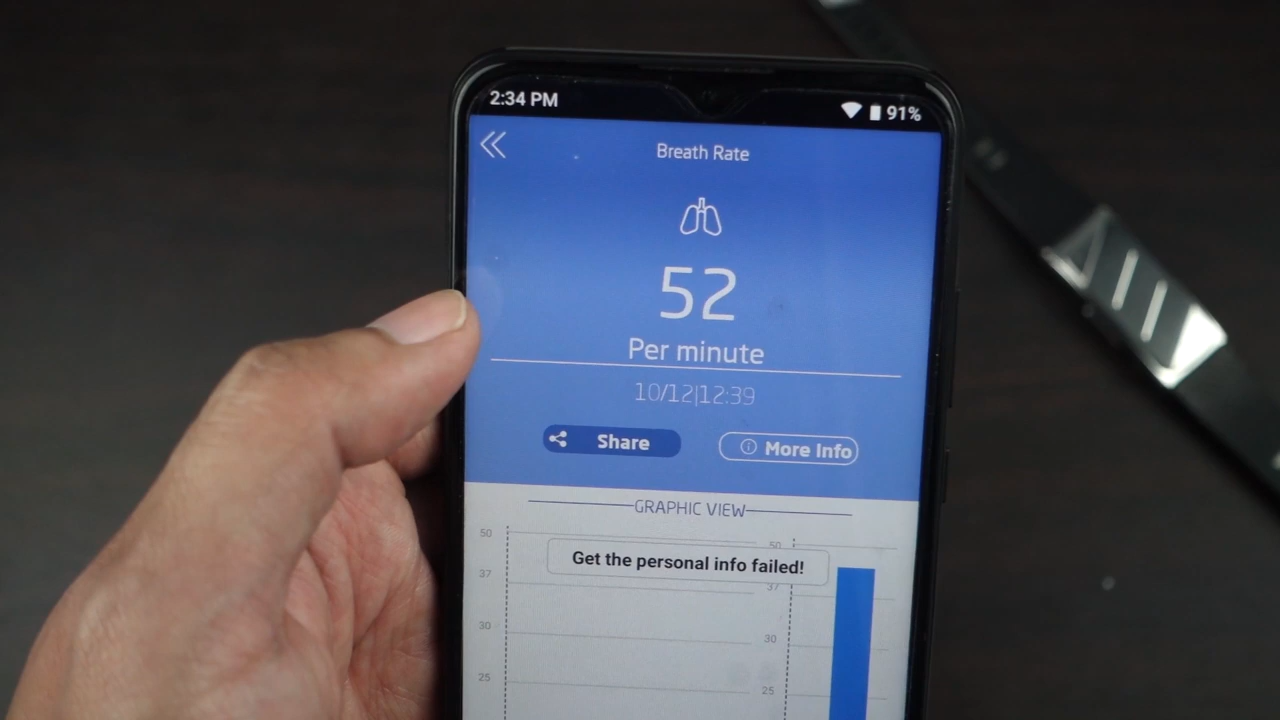 2:34 PM 91%
Breath Rate
52
Per minute
10/12|12:39
Share More Info
GRAPHIC VIEW
50 50
Get the personal info failed!
37 37
30 30
25 25